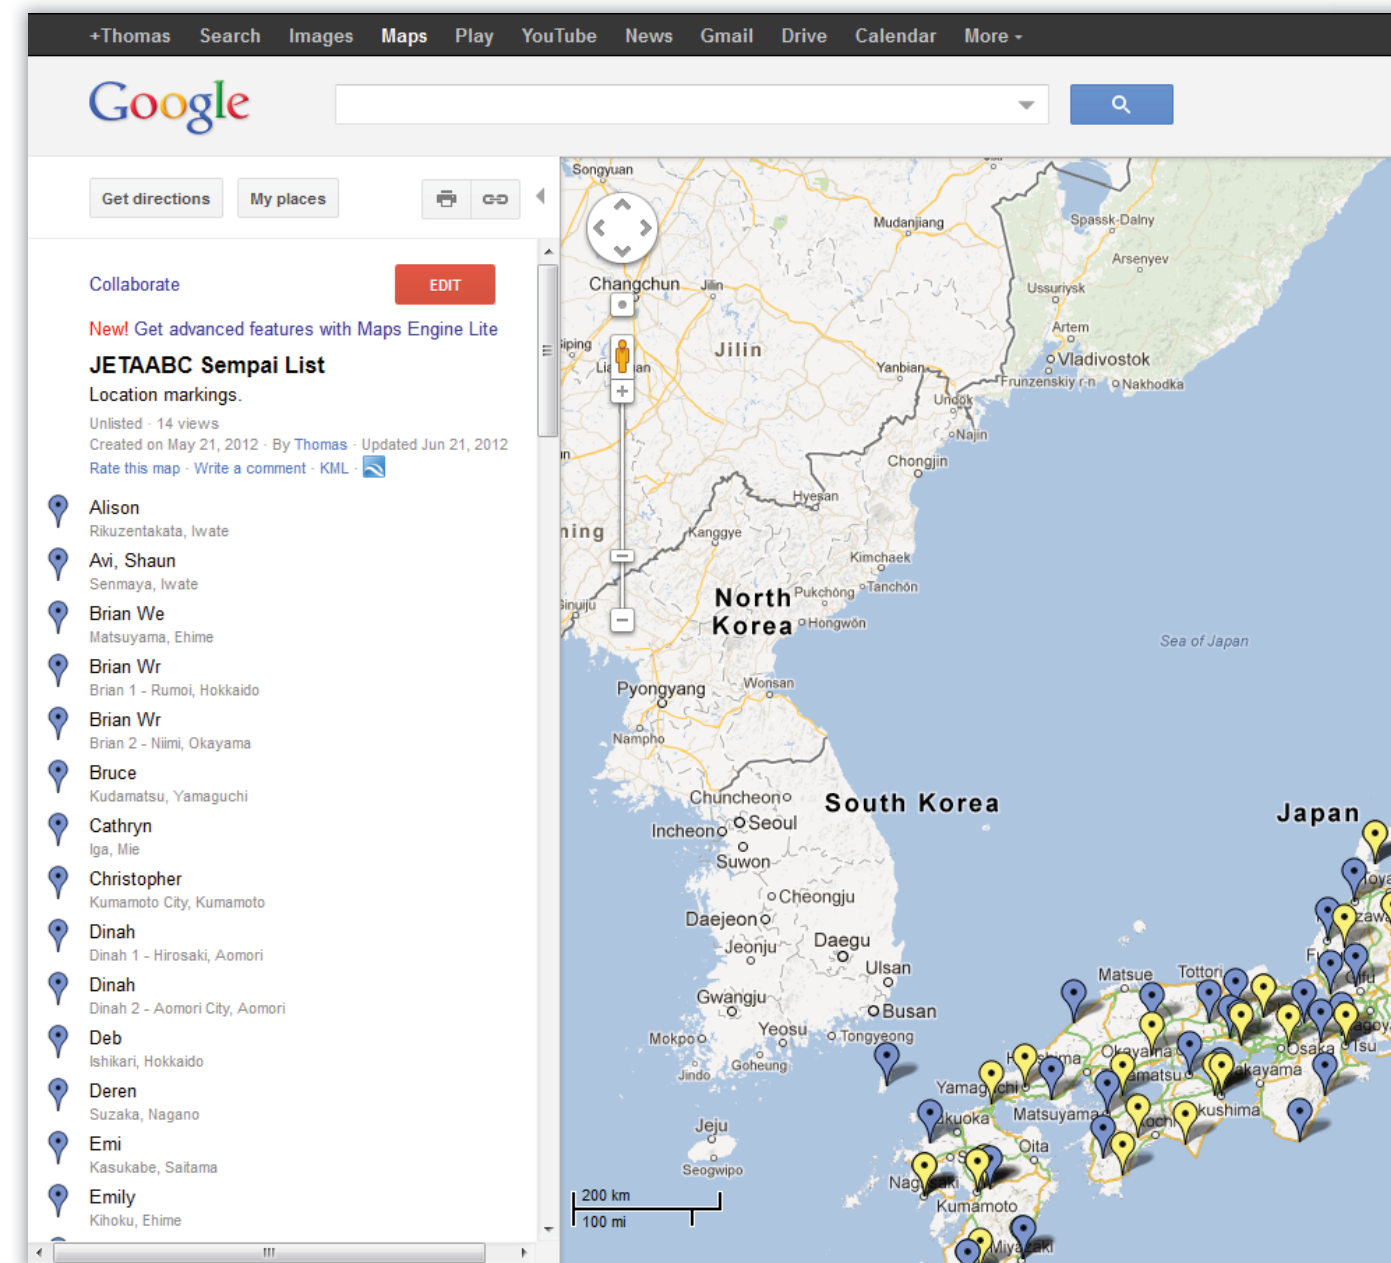 +Thomas Search Images Maps Play YouTube News Gmail Drive Calendar More
Google
Get directions My places
Collaborate EDIT
New! Get advanced features with Maps Engine Lite
JETAABC Sempai List
Location markings.
Unlisted · 14 views
Created on May 21, 2012 · By Thomas · Updated Jun 21, 2012
Rate this map · Write a comment · KML ·
Alison
Rikuzentakata, Iwate
Avi, Shaun
Senmaya, Iwate
Brian We
Matsuyama, Ehime
Brian Wr
Brian 1 - Rumoi, Hokkaido
Brian Wr
Brian 2 - Niimi, Okayama
Bruce
Kudamatsu, Yamaguchi
Cathryn
Iga, Mie
Christopher
Kumamoto City, Kumamoto
Dinah
Dinah 1 - Hirosaki, Aomori
Dinah
Dinah 2 - Aomori City, Aomori
Deb
Ishikari, Hokkaido
Deren
Suzaka, Nagano
Emi
Kasukabe, Saitama
Emily
Kihoku, Ehime
Songyuan
Mudanjiang
Spassk-Dalny
Arsenyev
Changchun
Jilin
Ussuriysk
Artem
Jilin
Vladivostok
Yanbian
Frunzenskiy r-n
Nakhodka
Undok
Najin
Chongjin
Hyesan
Kanggye
Kimchaek
Pukchong
Tanchŏn
North
Korea
Hongwŏn
Sinuiju
Sea of Japan
Pyongyang
Wonsan
Nampho
Chuncheon
South Korea
Japan
Incheon
Seoul
Suwon
Cheongju
Daejeon
Jeonju
Daegu
Ulsan
Gwangju
Busan
Matsue
Tottori
Mokpo
Yeosu
Tongyeong
Jindo
Goheung
Okayama
Osaka
Tsu
Matsuyama
Jeju
Seogwipo
Oita
Kumamoto
200 km
100 mi